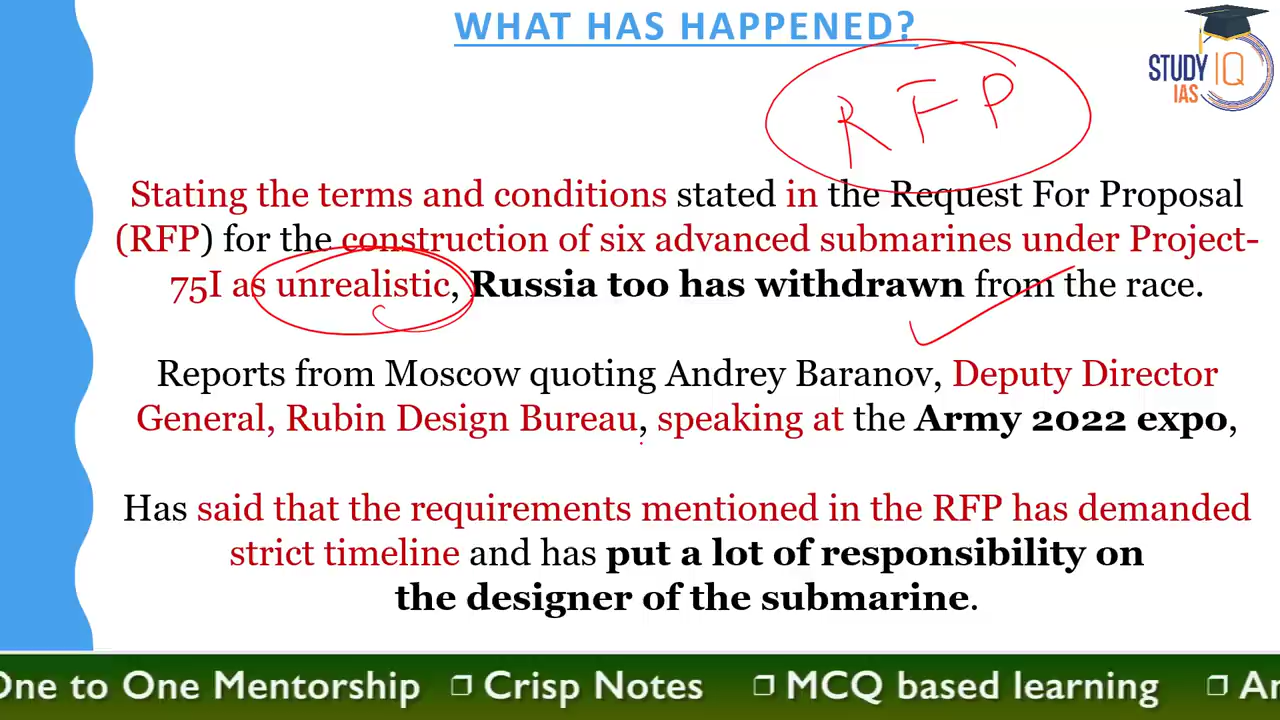 WHAT HAS HAPPENED?
STUDY IQ
IAS
RFP
Stating the terms and conditions stated in the Request For Proposal
(RFP) for the construction of six advanced submarines under Project-
75I as unrealistic, Russia too has withdrawn from the race.
Reports from Moscow quoting Andrey Baranov, Deputy Director
General, Rubin Design Bureau, speaking at the Army 2022 expo,
Has said that the requirements mentioned in the RFP has demanded
strict timeline and has put a lot of responsibility on
the designer of the submarine.
One to One Mentorship ❒ Crisp Notes ❒ MCQ based learning ❒